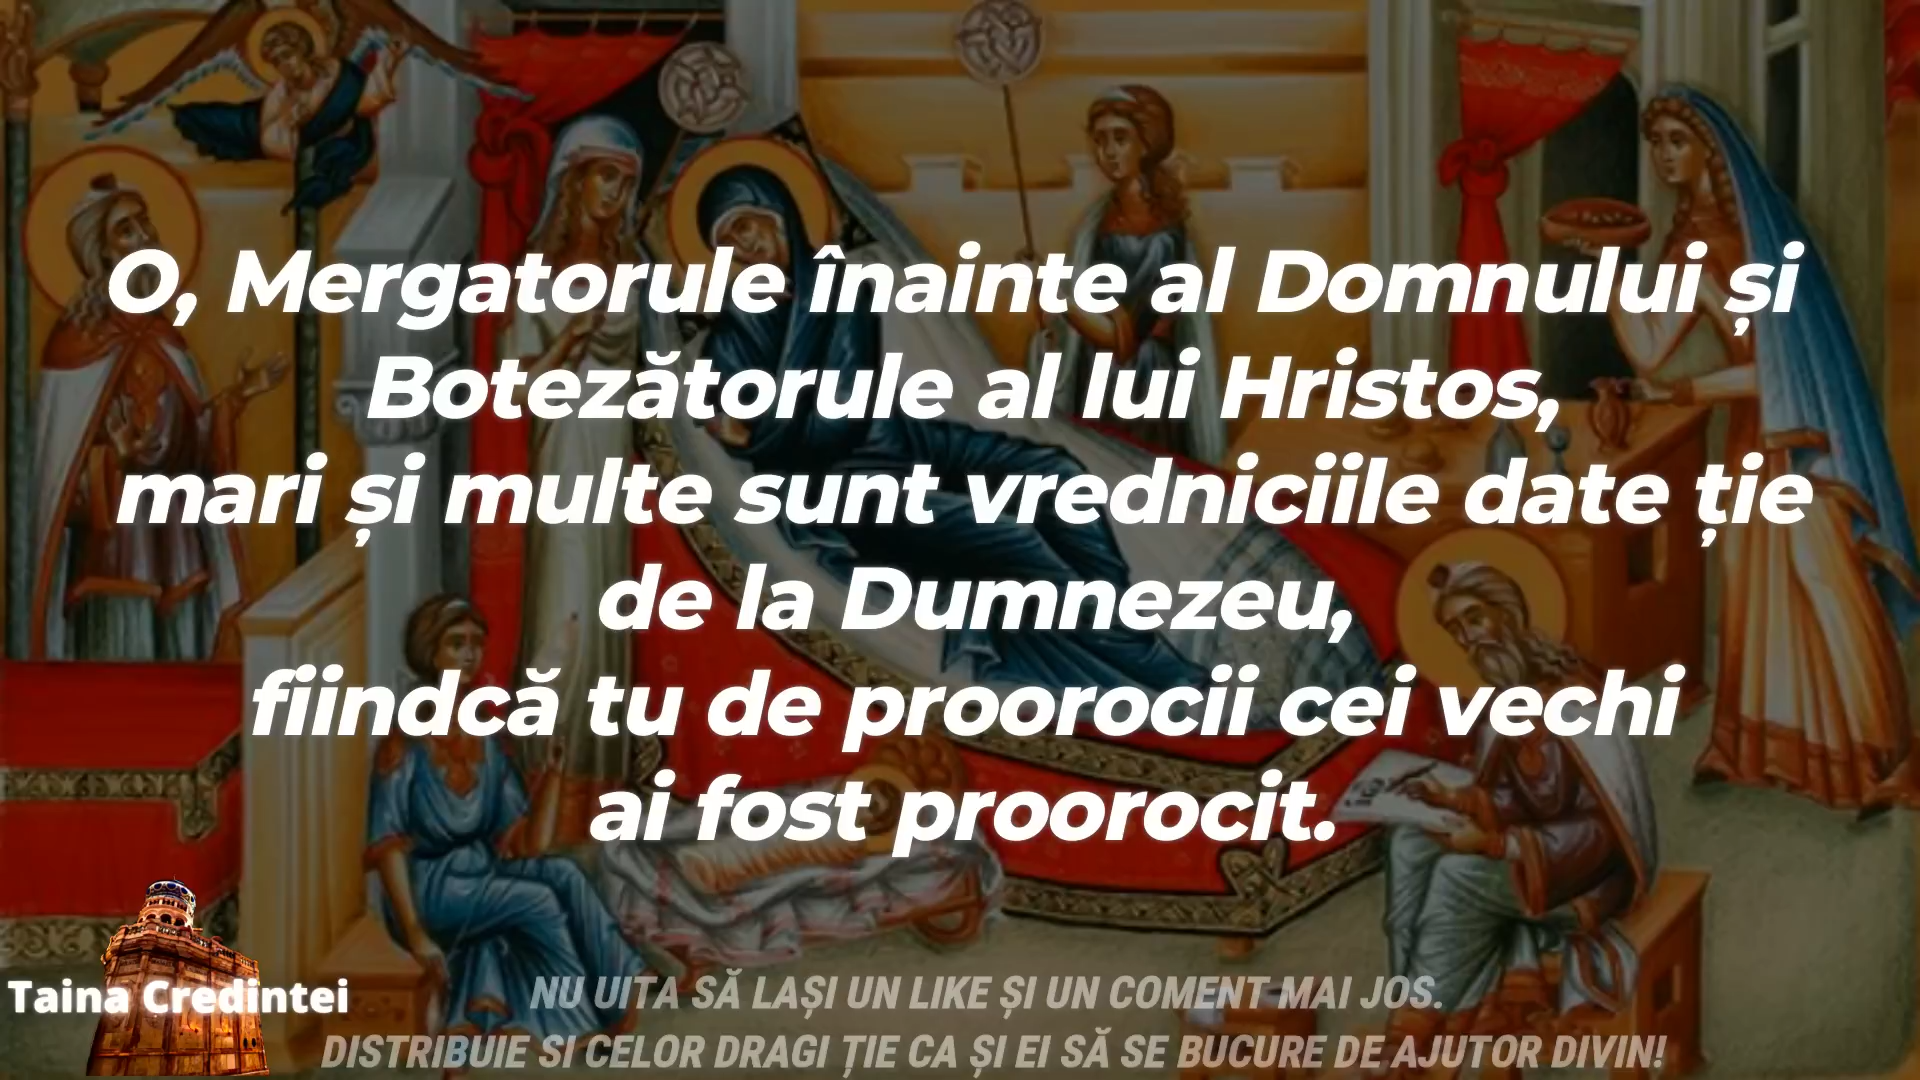 O, Mergatorule înainte al Domnului și
Botezătorule al lui Hristos,
mari și multe sunt vredniciile date ție
de la Dumnezeu,
fiindcă tu de proorocii cei vechi
ai fost proorocit.
Taina Credintei
NU UITA SĂ LAȘI UN LIKE ȘI UN COMENT MAI JOS.
DISTRIBUIE SI CELOR DRAGI ȚIE CA ȘI EI SĂ SE BUCURE DE AJUTOR DIVIN!